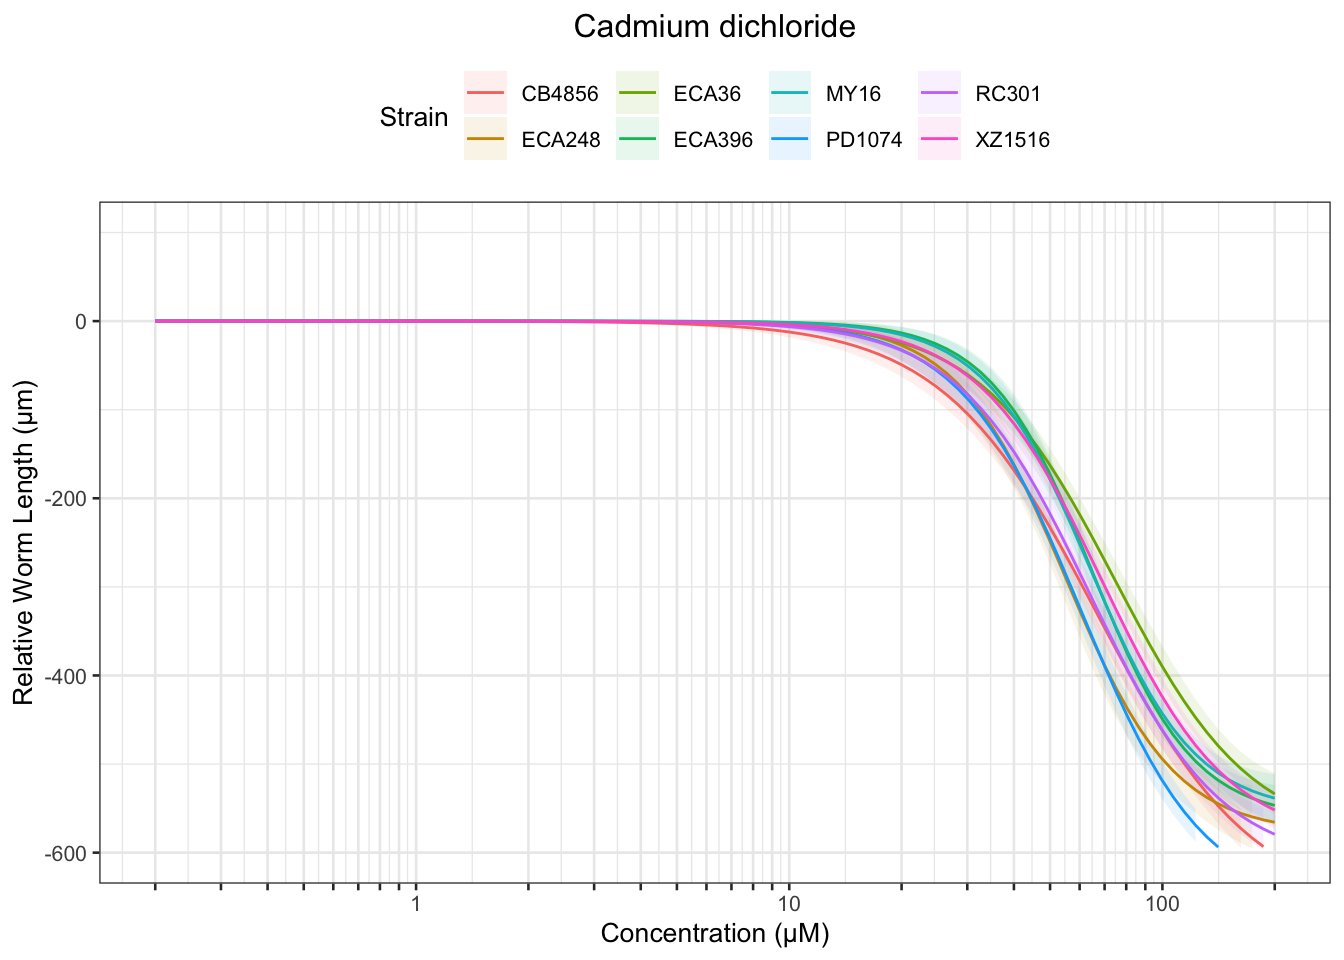 Cadmium dichloride
Strain
CB4856 ECA36 MY16 RC301
ECA248 ECA396 PD1074 XZ1516
Relative Worm Length (µm)
0
-200
-400
-600
1 10 100
Concentration (µM)